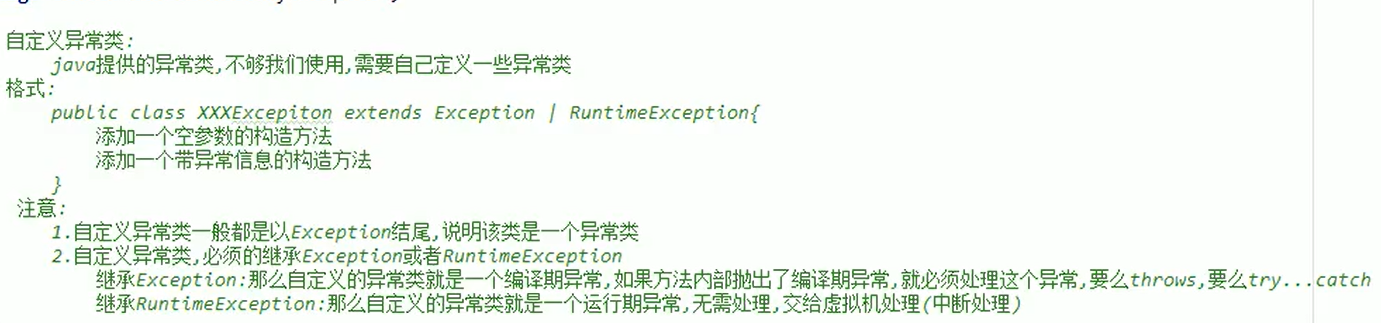 自定义异常类:
java提供的异常类,不够我们使用,需要自己定义一些异常类
格式:
public class XXXExcepiton extends Exception | RuntimeException{
添加一个空参数的构造方法
添加一个带异常信息的构造方法
}
注意:
1.自定义异常类一般都是以Exception结尾,说明该类是一个异常类
2.自定义异常类,必须的继承Exception或者RuntimeException
继承Exception:那么自定义的异常类就是一个编译期异常,如果方法内部抛出了编译期异常,就必须处理这个异常,要么throws,要么try...catch
继承RuntimeException:那么自定义的异常类就是一个运行期异常,无需处理,交给虚拟机处理(中断处理)